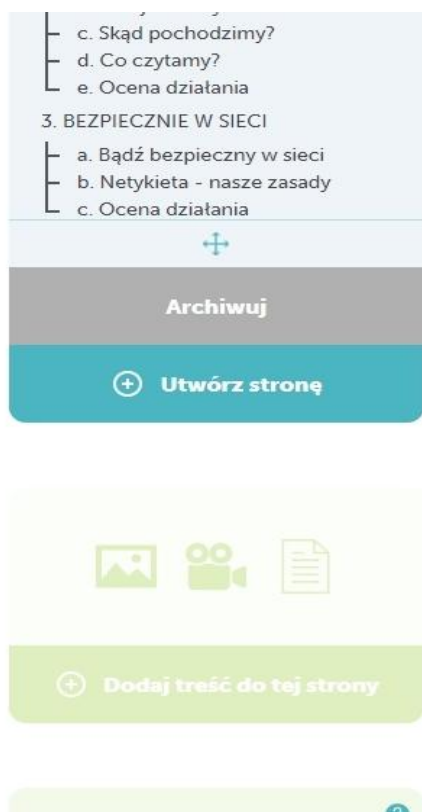 c. Skąd pochodzimy?
d. Co czytamy?
e. Ocena działania
3. BEZPIECZNIE W SIECI
a. Bądź bezpieczny w sieci
b. Netykieta - nasze zasady
c. Ocena działania
Archiwuj
Utwórz stronę
Dodaj treść do tej strony